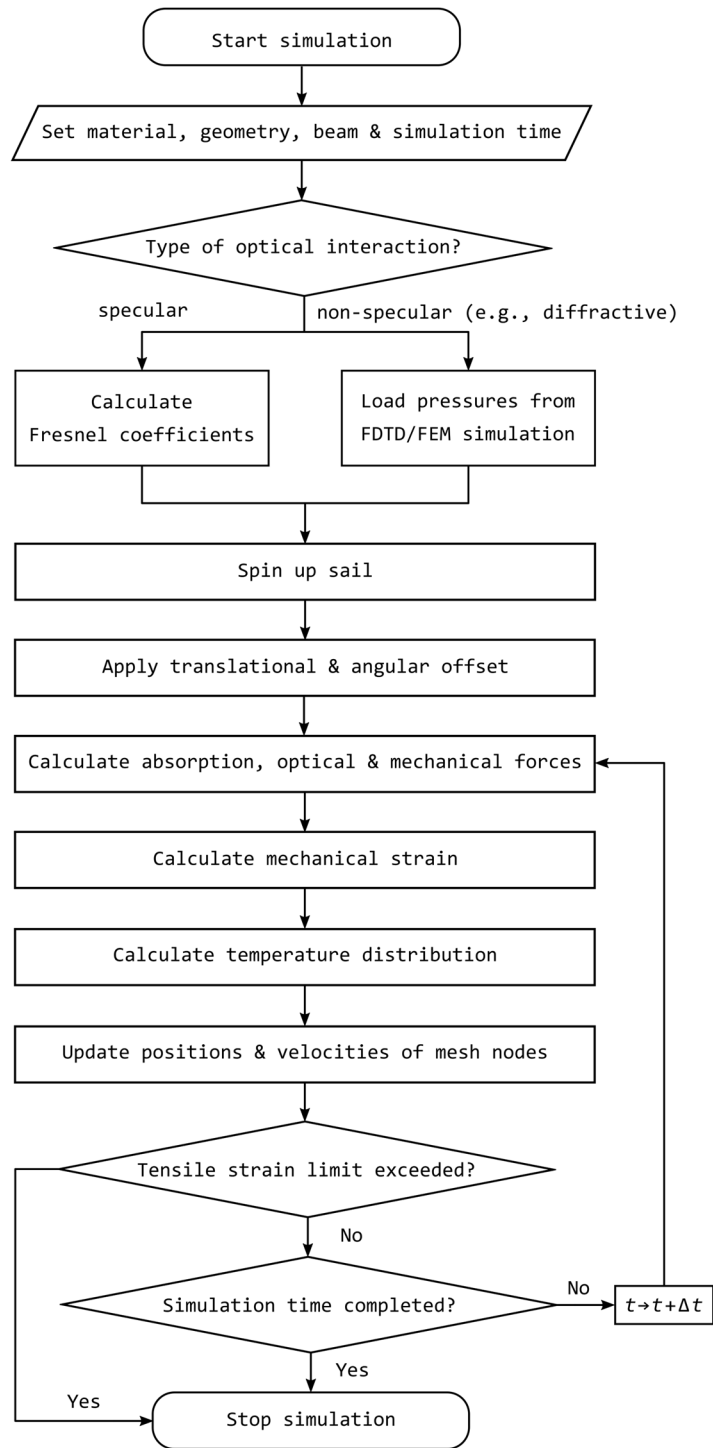 Start simulation
Set material, geometry, beam & simulation time
Type of optical interaction?
specular
non-specular (e.g., diffractive)
Calculate
Fresnel coefficients
Load pressures from
FDTD/FEM simulation
Spin up sail
Apply translational & angular offset
Calculate absorption, optical & mechanical forces
Calculate mechanical strain
Calculate temperature distribution
Update positions & velocities of mesh nodes
Tensile strain limit exceeded?
No
Simulation time completed?
No
t→t+Δt
Yes
Yes
Stop simulation